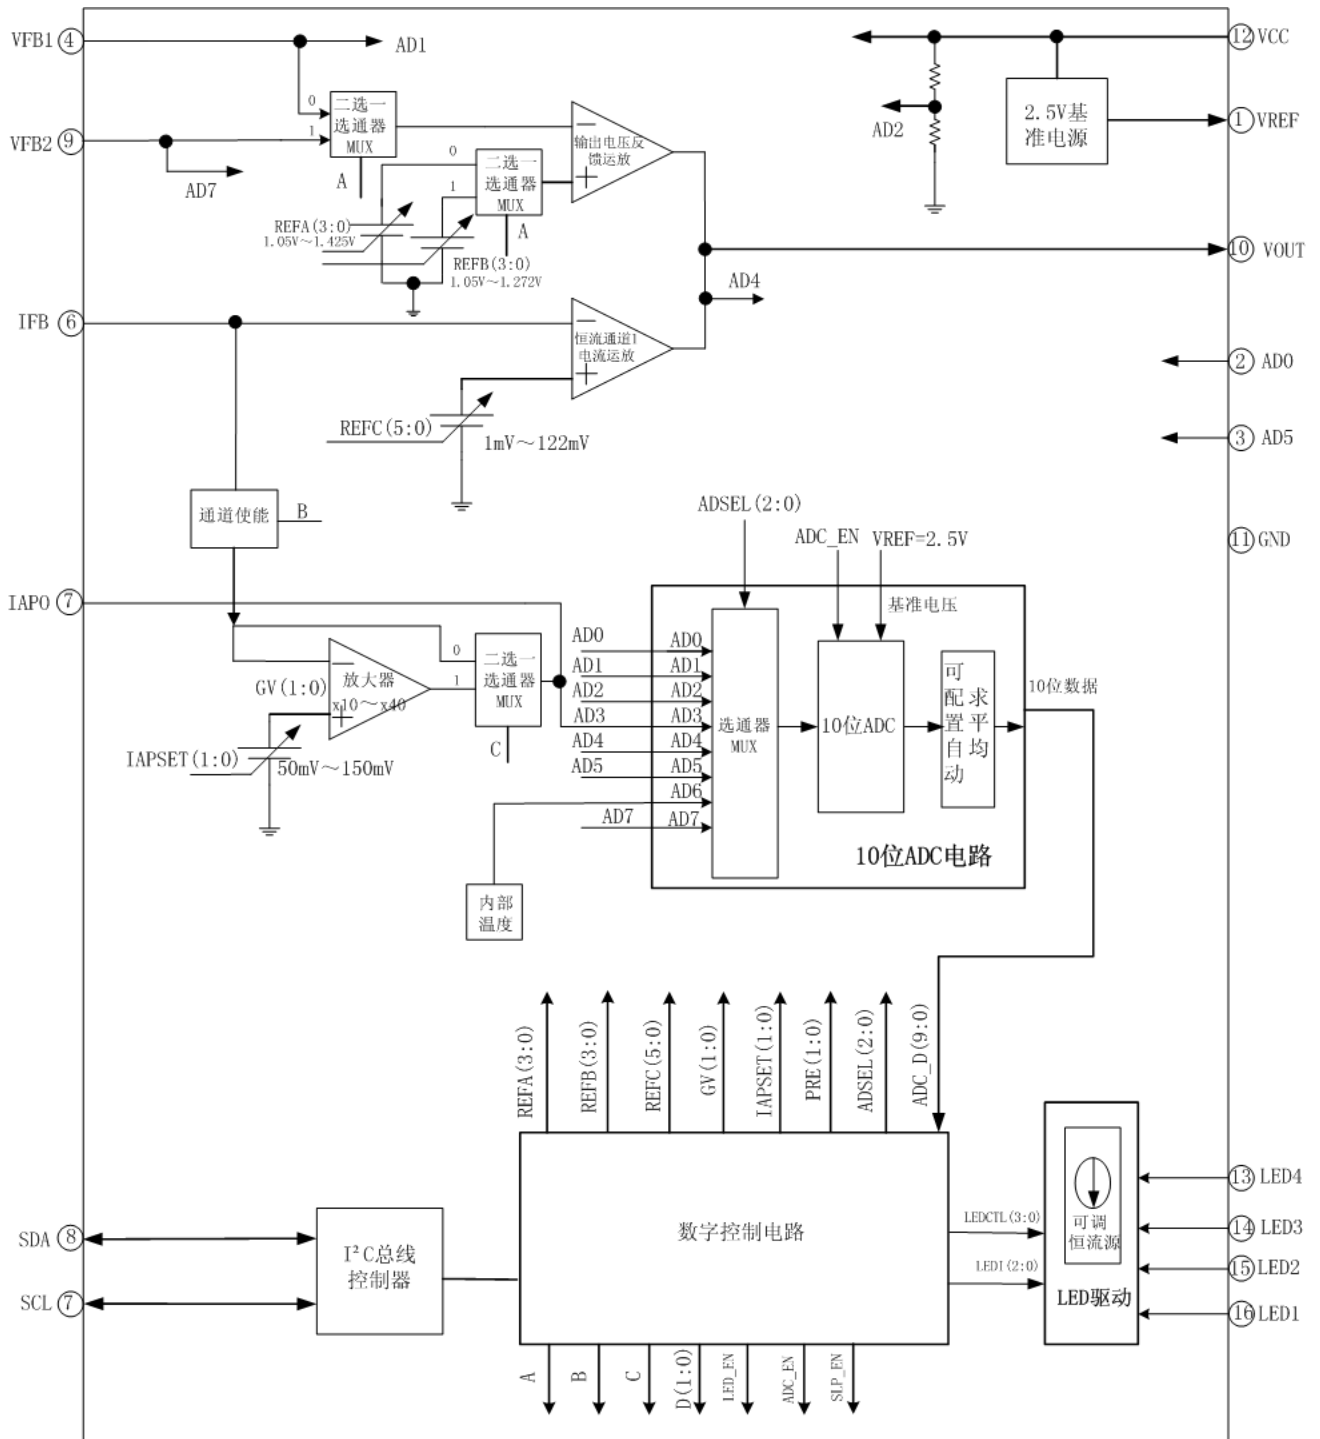 VFB1 4
AD1
12 VCC
二选一
选通器
MUX
0
1
A
VFB2 9
AD7
输出电压反
馈运放
−
+
二选一
选通器
MUX
0
1
A
REFA(3:0)
1.05V～1.425V
REFB(3:0)
1.05V～1.272V
AD2
2.5V基
准电源
1 VREF
10 VOUT
AD4
IFB 6
恒流通道1
电流运放
−
+
REFC(5:0)
1mV～122mV
2 AD0
3 AD5
11 GND
通道使能
B
IAPO 7
GV(1:0)
放大器
x10～x40
−
+
IAPSET(1:0)
50mV～150mV
0
1
二选一
选通器
MUX
C
ADSEL(2:0)
ADC_EN
VREF=2.5V
基准电压
AD0 AD0
AD1 AD1
AD2 AD2
AD3 AD3
AD4 AD4
AD5 AD5
AD6
AD7 AD7
选通器
MUX
10位ADC
可配置自动
求平均
10位数据
10位ADC电路
内部
温度
REFA(3:0)
REFB(3:0)
REFC(5:0)
GV(1:0)
IAPSET(1:0)
PRE(1:0)
ADSEL(2:0)
ADC_D(9:0)
SDA 8
SCL 7
I²C总线
控制器
数字控制电路
LEDCTL(3:0)
LEDI(2:0)
可调
恒流源
LED驱动
13 LED4
14 LED3
15 LED2
16 LED1
A
B
C
D(1:0)
LED_EN
ADC_EN
SLP_EN